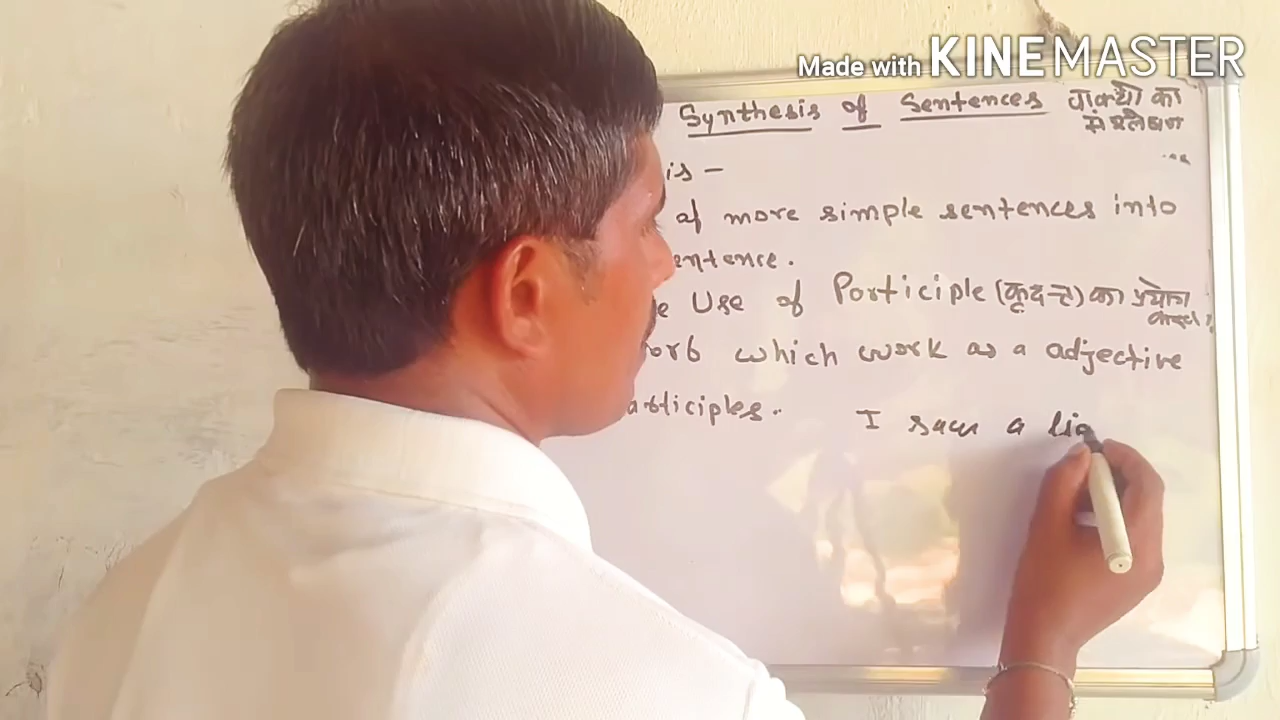 Made with KINEMASTER
Synthesis of Sentences वाक्यो का
संश्लेषण
is –
of more simple sentences into
entence.
e Use of Participle (कृदन्त) का प्रयोग
orb which work as a adjective
articiples.. I saw a lio